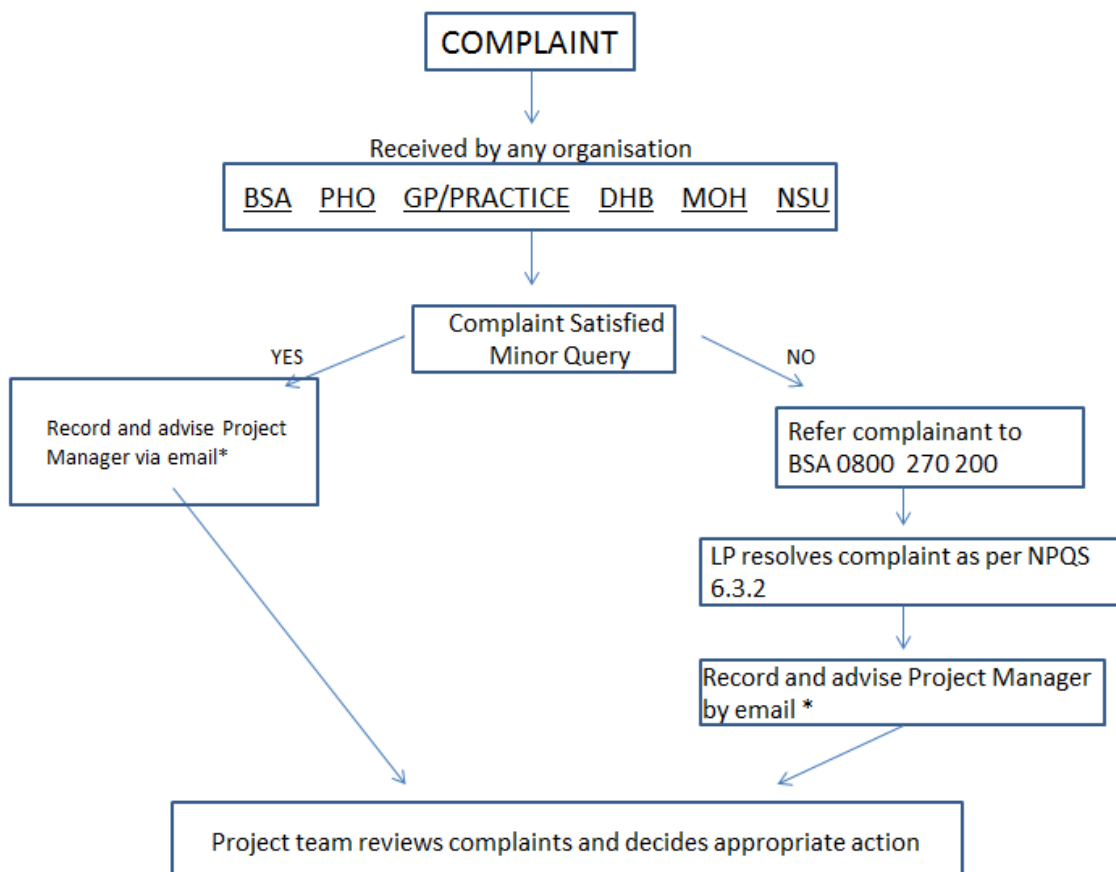 COMPLAINT
Received by any organisation
BSA PHO GP/PRACTICE DHB MOH NSU
Complaint Satisfied
Minor Query
YES
NO
Record and advise Project
Manager via email*
Refer complainant to
BSA 0800 270 200
LP resolves complaint as per NPQS
6.3.2
Record and advise Project Manager
by email *
Project team reviews complaints and decides appropriate action